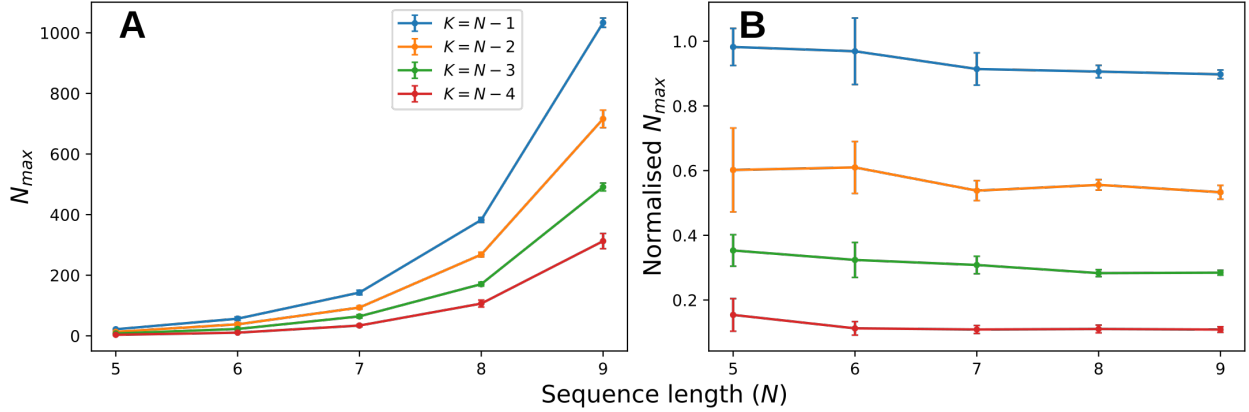 A
B
K = N − 1
K = N − 2
K = N − 3
K = N − 4
N_max
1000
800
600
400
200
0
5 6 7 8 9
Normalised N_max
1.0
0.8
0.6
0.4
0.2
5 6 7 8 9
Sequence length (N)